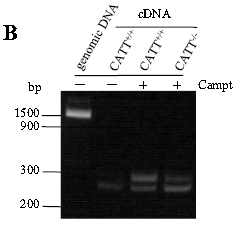 B
cDNA
genomic DNA
CATT+/+
CATT+/+
CATT-/-
bp
− − + + Campt
1500
900
300
200